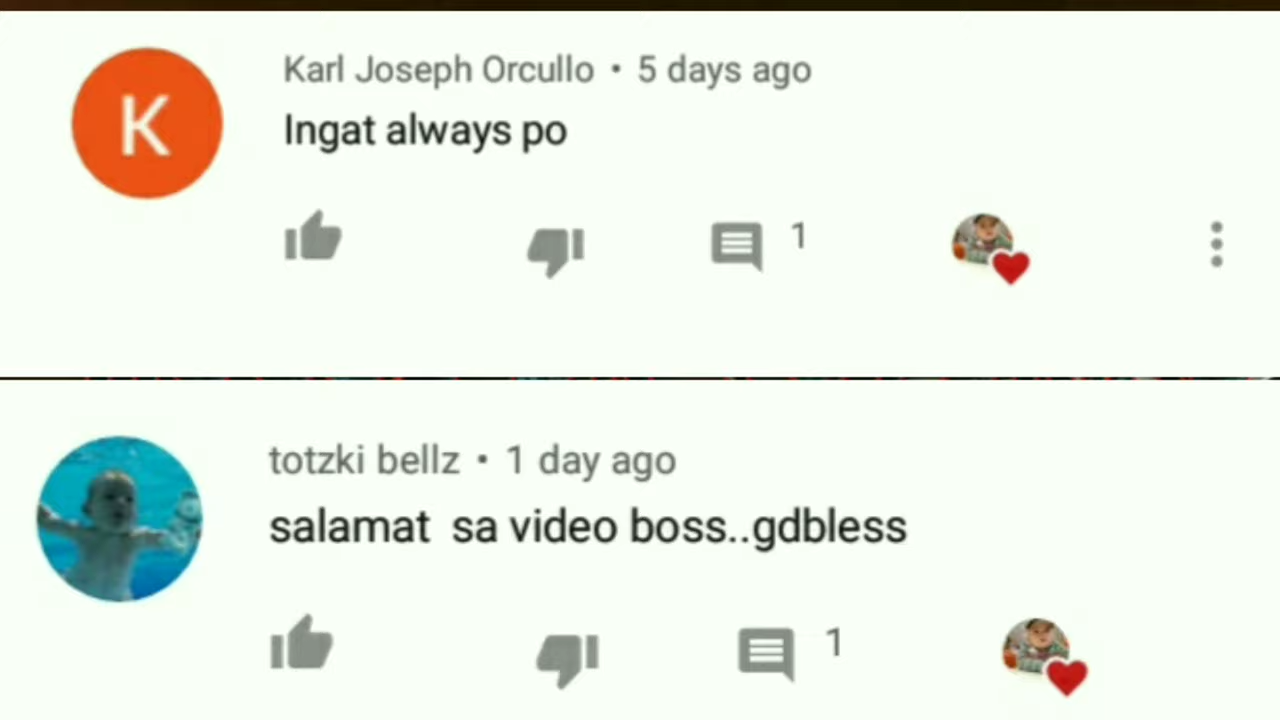 K
Karl Joseph Orcullo • 5 days ago
Ingat always po
1
totzki bellz • 1 day ago
salamat sa video boss..gdbless
1